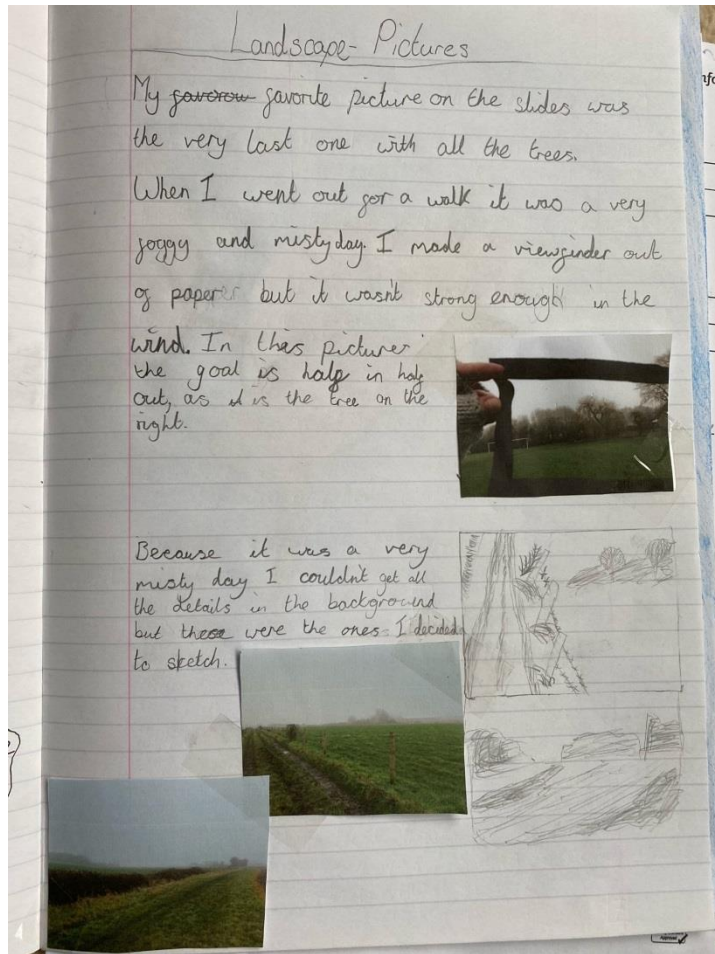 Landscape - Pictures
My favorow favorite picture on the slides was
the very last one with all the trees.
When I went out for a walk it was a very
foggy and misty day. I made a viewfinder out
of paper but it wasn't strong enough in the
wind. In this picture
the goal is half in half
out, as it is the tree on the
right.
Because it was a very
misty day I couldn't get all
the details in the background
but these were the ones I decided
to sketch.